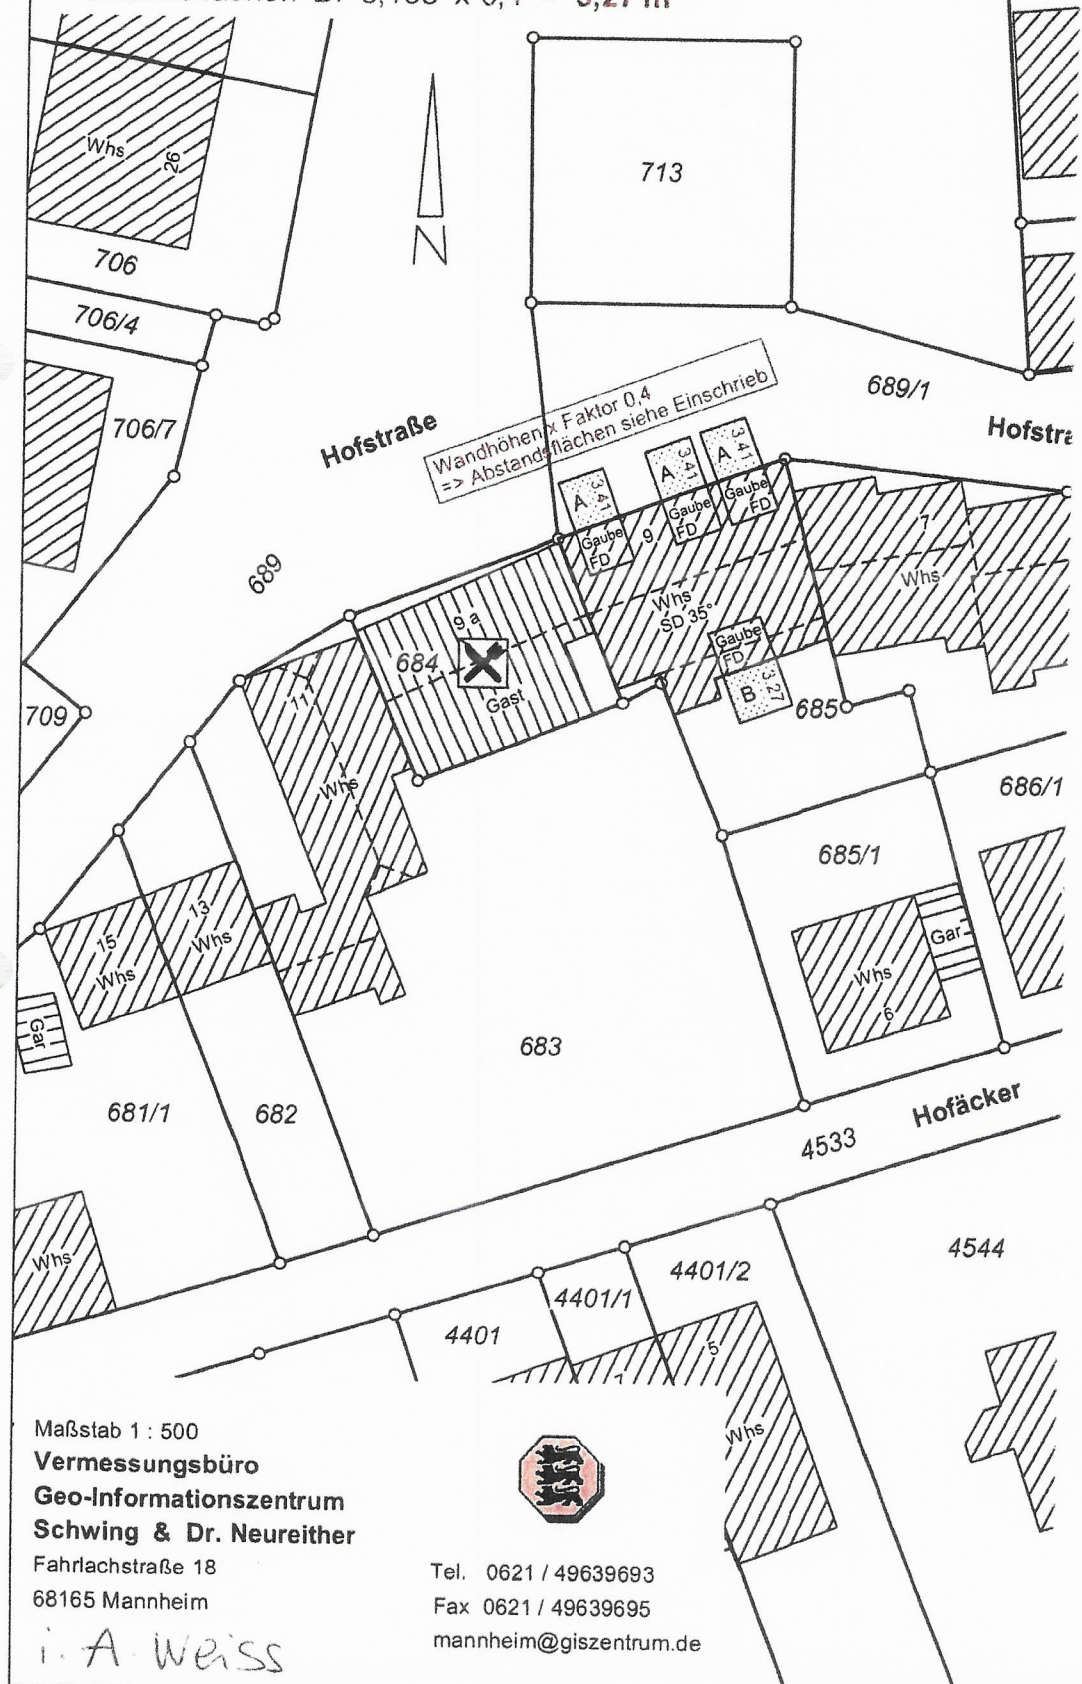 x 0,4 = 3,27 m
Whs
26
713
N
706
706/4
706/7
Hofstraße
Wandhöhen x Faktor 0,4
=> Abstandsflächen siehe Einschrieb
689/1
Hofstra
A
3.41
A
3.41
A
3.41
Gaube
FD
Gaube
FD
Gaube
FD
9
7
Whs
Whs
SD 35°
689
9 a
684
Gast
Gaube
FD
B
3.27
685
709
11
Whs
686/1
685/1
13
Whs
15
Whs
Gar
Gar
Whs
6
683
681/1
682
Hofäcker
4533
Whs
4544
4401/2
4401/1
4401
5
Whs
Maßstab 1 : 500
Vermessungsbüro
Geo-Informationszentrum
Schwing & Dr. Neureither
Fahrlachstraße 18
68165 Mannheim
Tel. 0621 / 49639693
Fax 0621 / 49639695
mannheim@giszentrum.de
i. A. Weiss